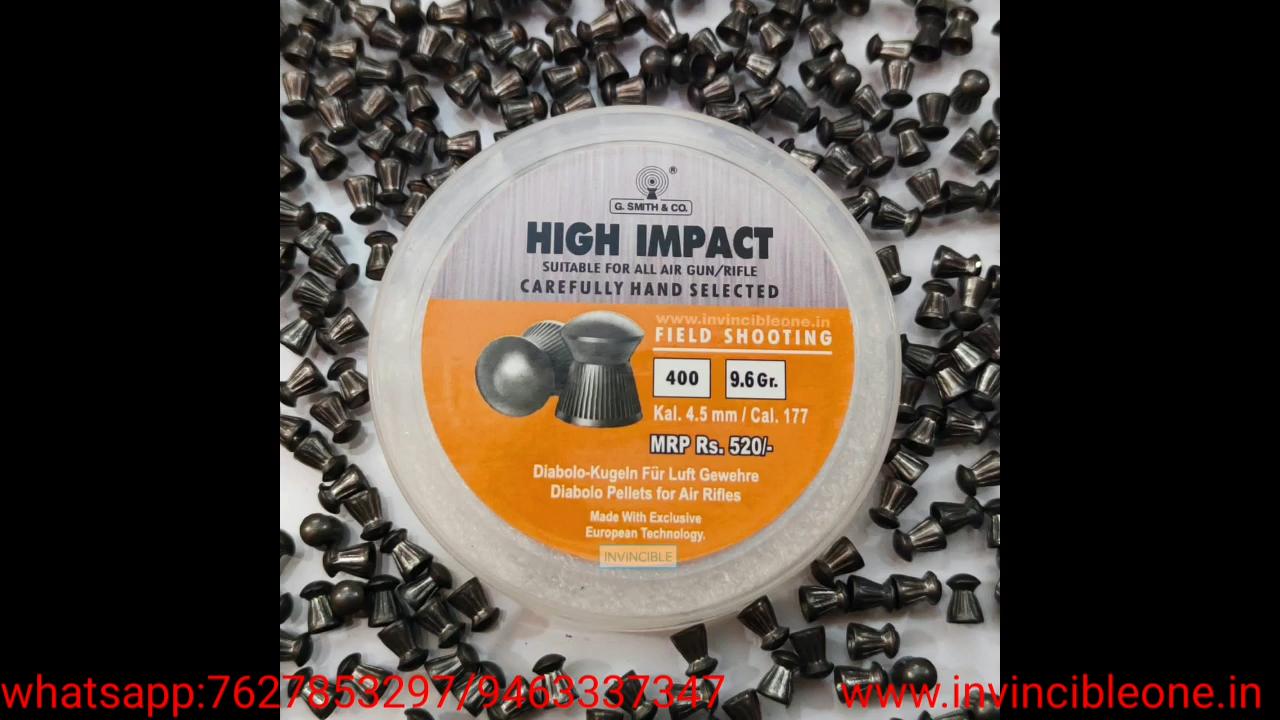 ®
G. SMITH & CO.
HIGH IMPACT
SUITABLE FOR ALL AIR GUN/RIFLE
CAREFULLY HAND SELECTED
www.invincibleone.in
FIELD SHOOTING
400 9.6Gr.
Kal. 4.5 mm / Cal. 177
MRP Rs. 520/-
Diabolo-Kugeln Für Luft Gewehre
Diabolo Pellets for Air Rifles
Made With Exclusive
European Technology.
INVINCIBLE
whatsapp:7627853297/9463337347 www.invincibleone.in